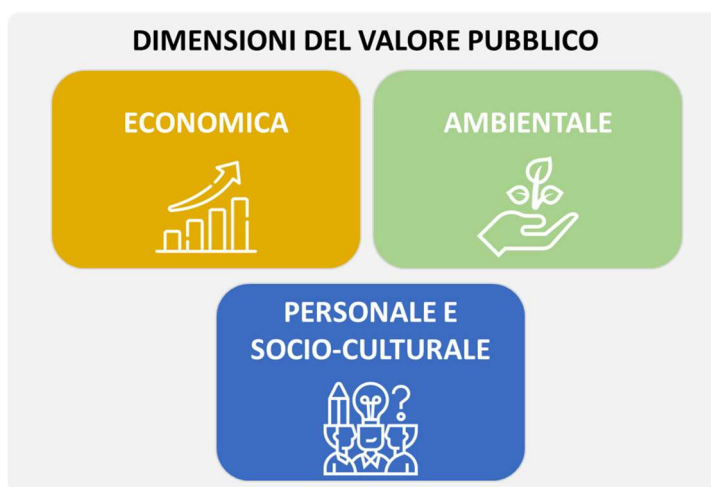 DIMENSIONI DEL VALORE PUBBLICO
ECONOMICA
AMBIENTALE
PERSONALE E
SOCIO-CULTURALE